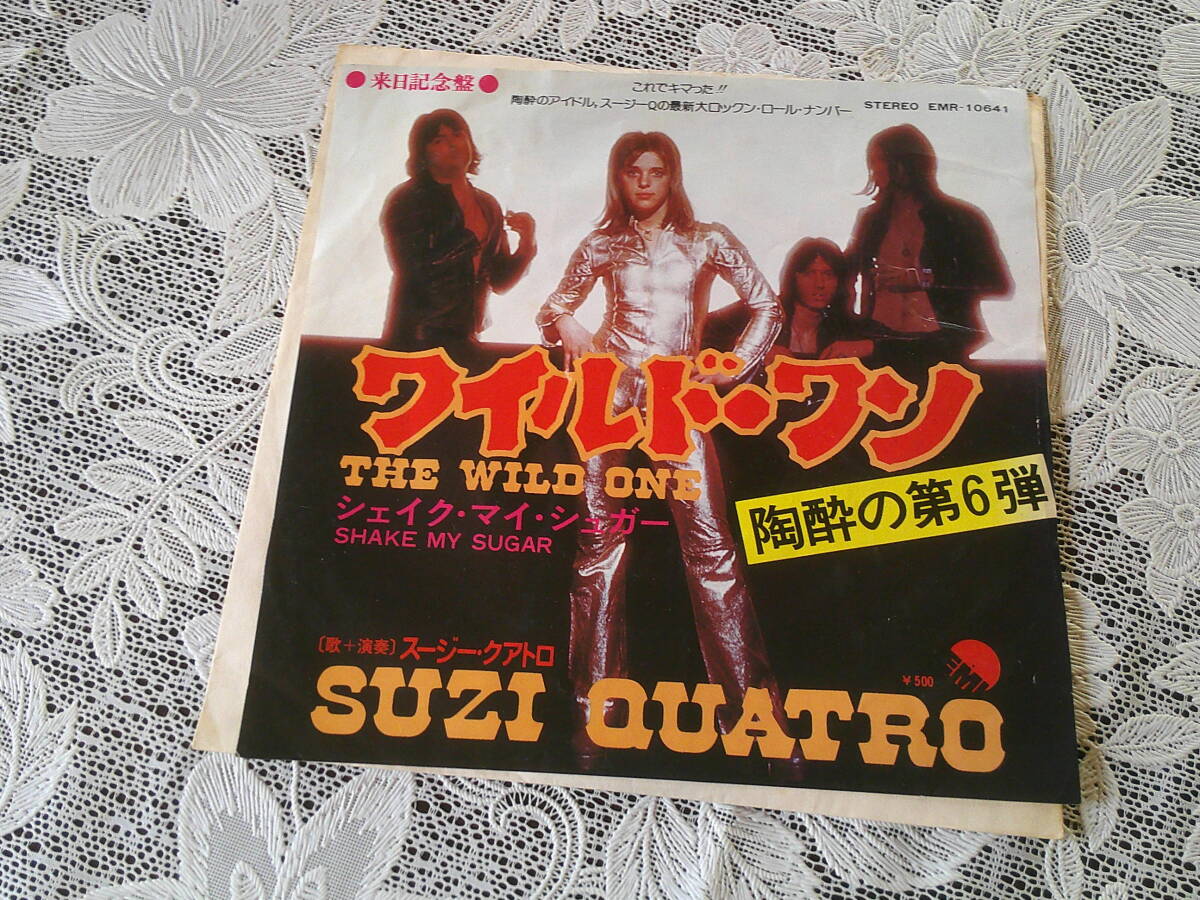 ●来日記念盤●
これでキマった!!
陶酔のアイドル、スージーQの最新大ロックン・ロール・ナンバー
STEREO EMR-10641
ワイルド・ワン
THE WILD ONE
シェイク・マイ・シュガー
SHAKE MY SUGAR
陶酔の第6弾
〔歌+演奏〕スージー・クアトロ
¥500
EMI
SUZI QUATRO